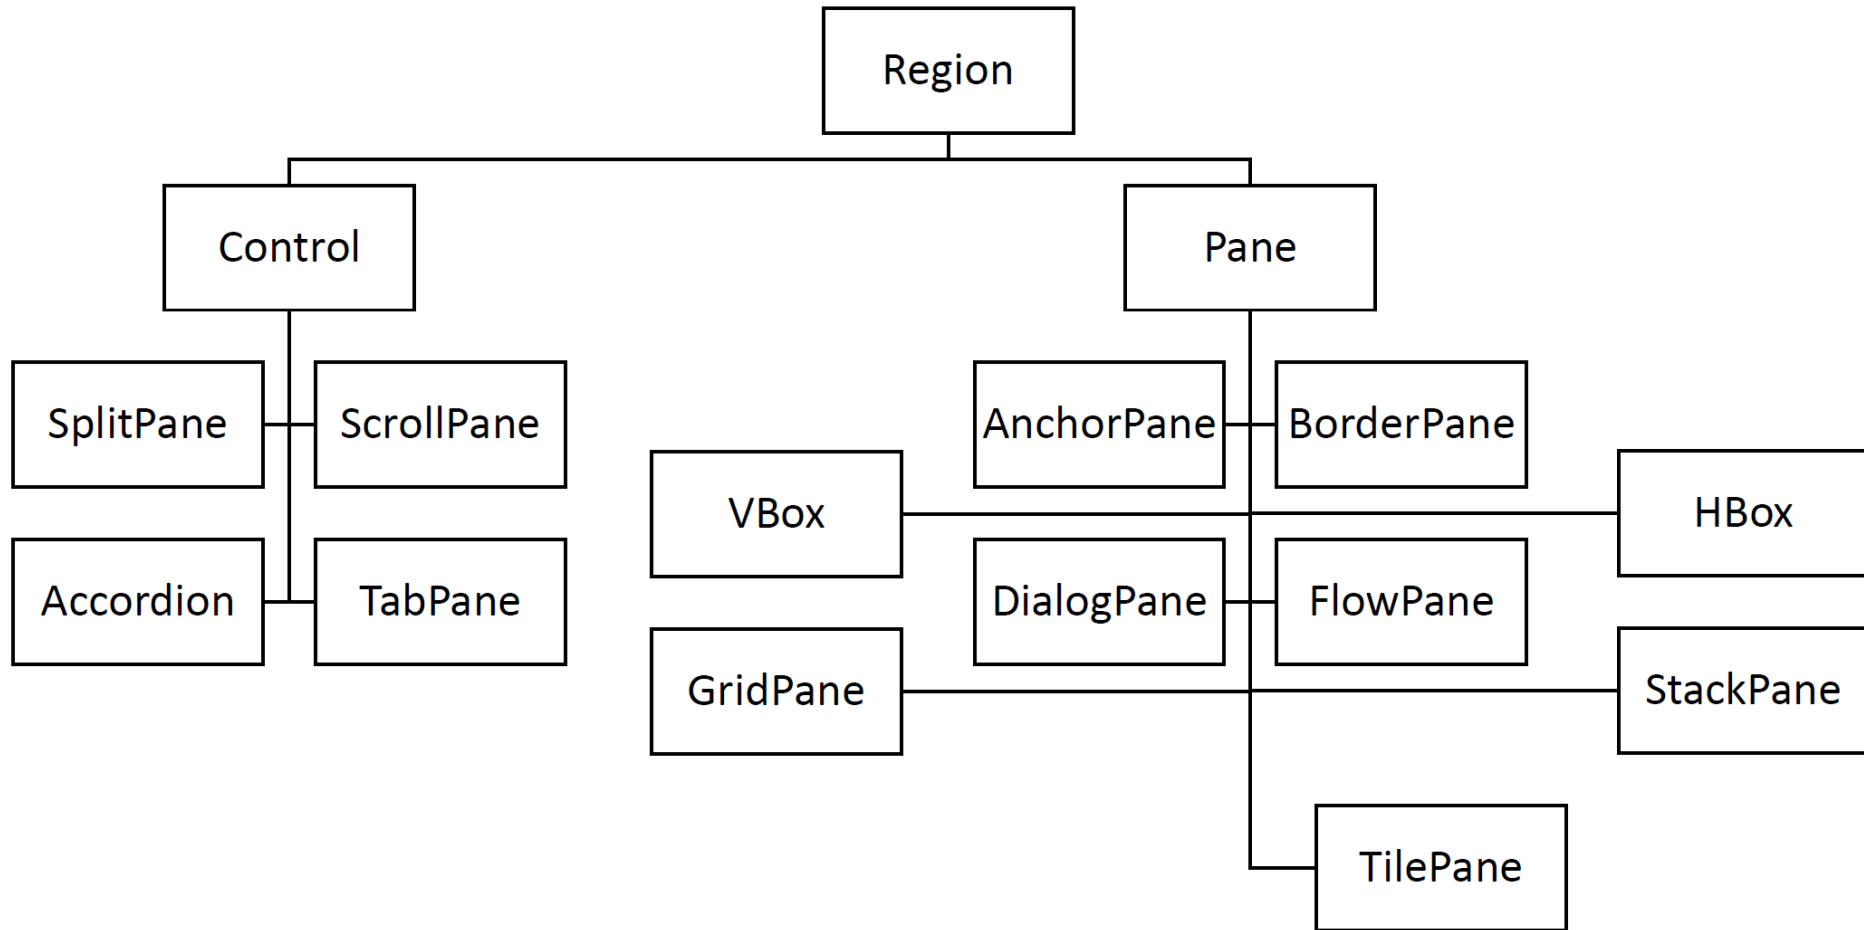 Region
Control
Pane
SplitPane
ScrollPane
AnchorPane
BorderPane
VBox
HBox
Accordion
TabPane
DialogPane
FlowPane
GridPane
StackPane
TilePane